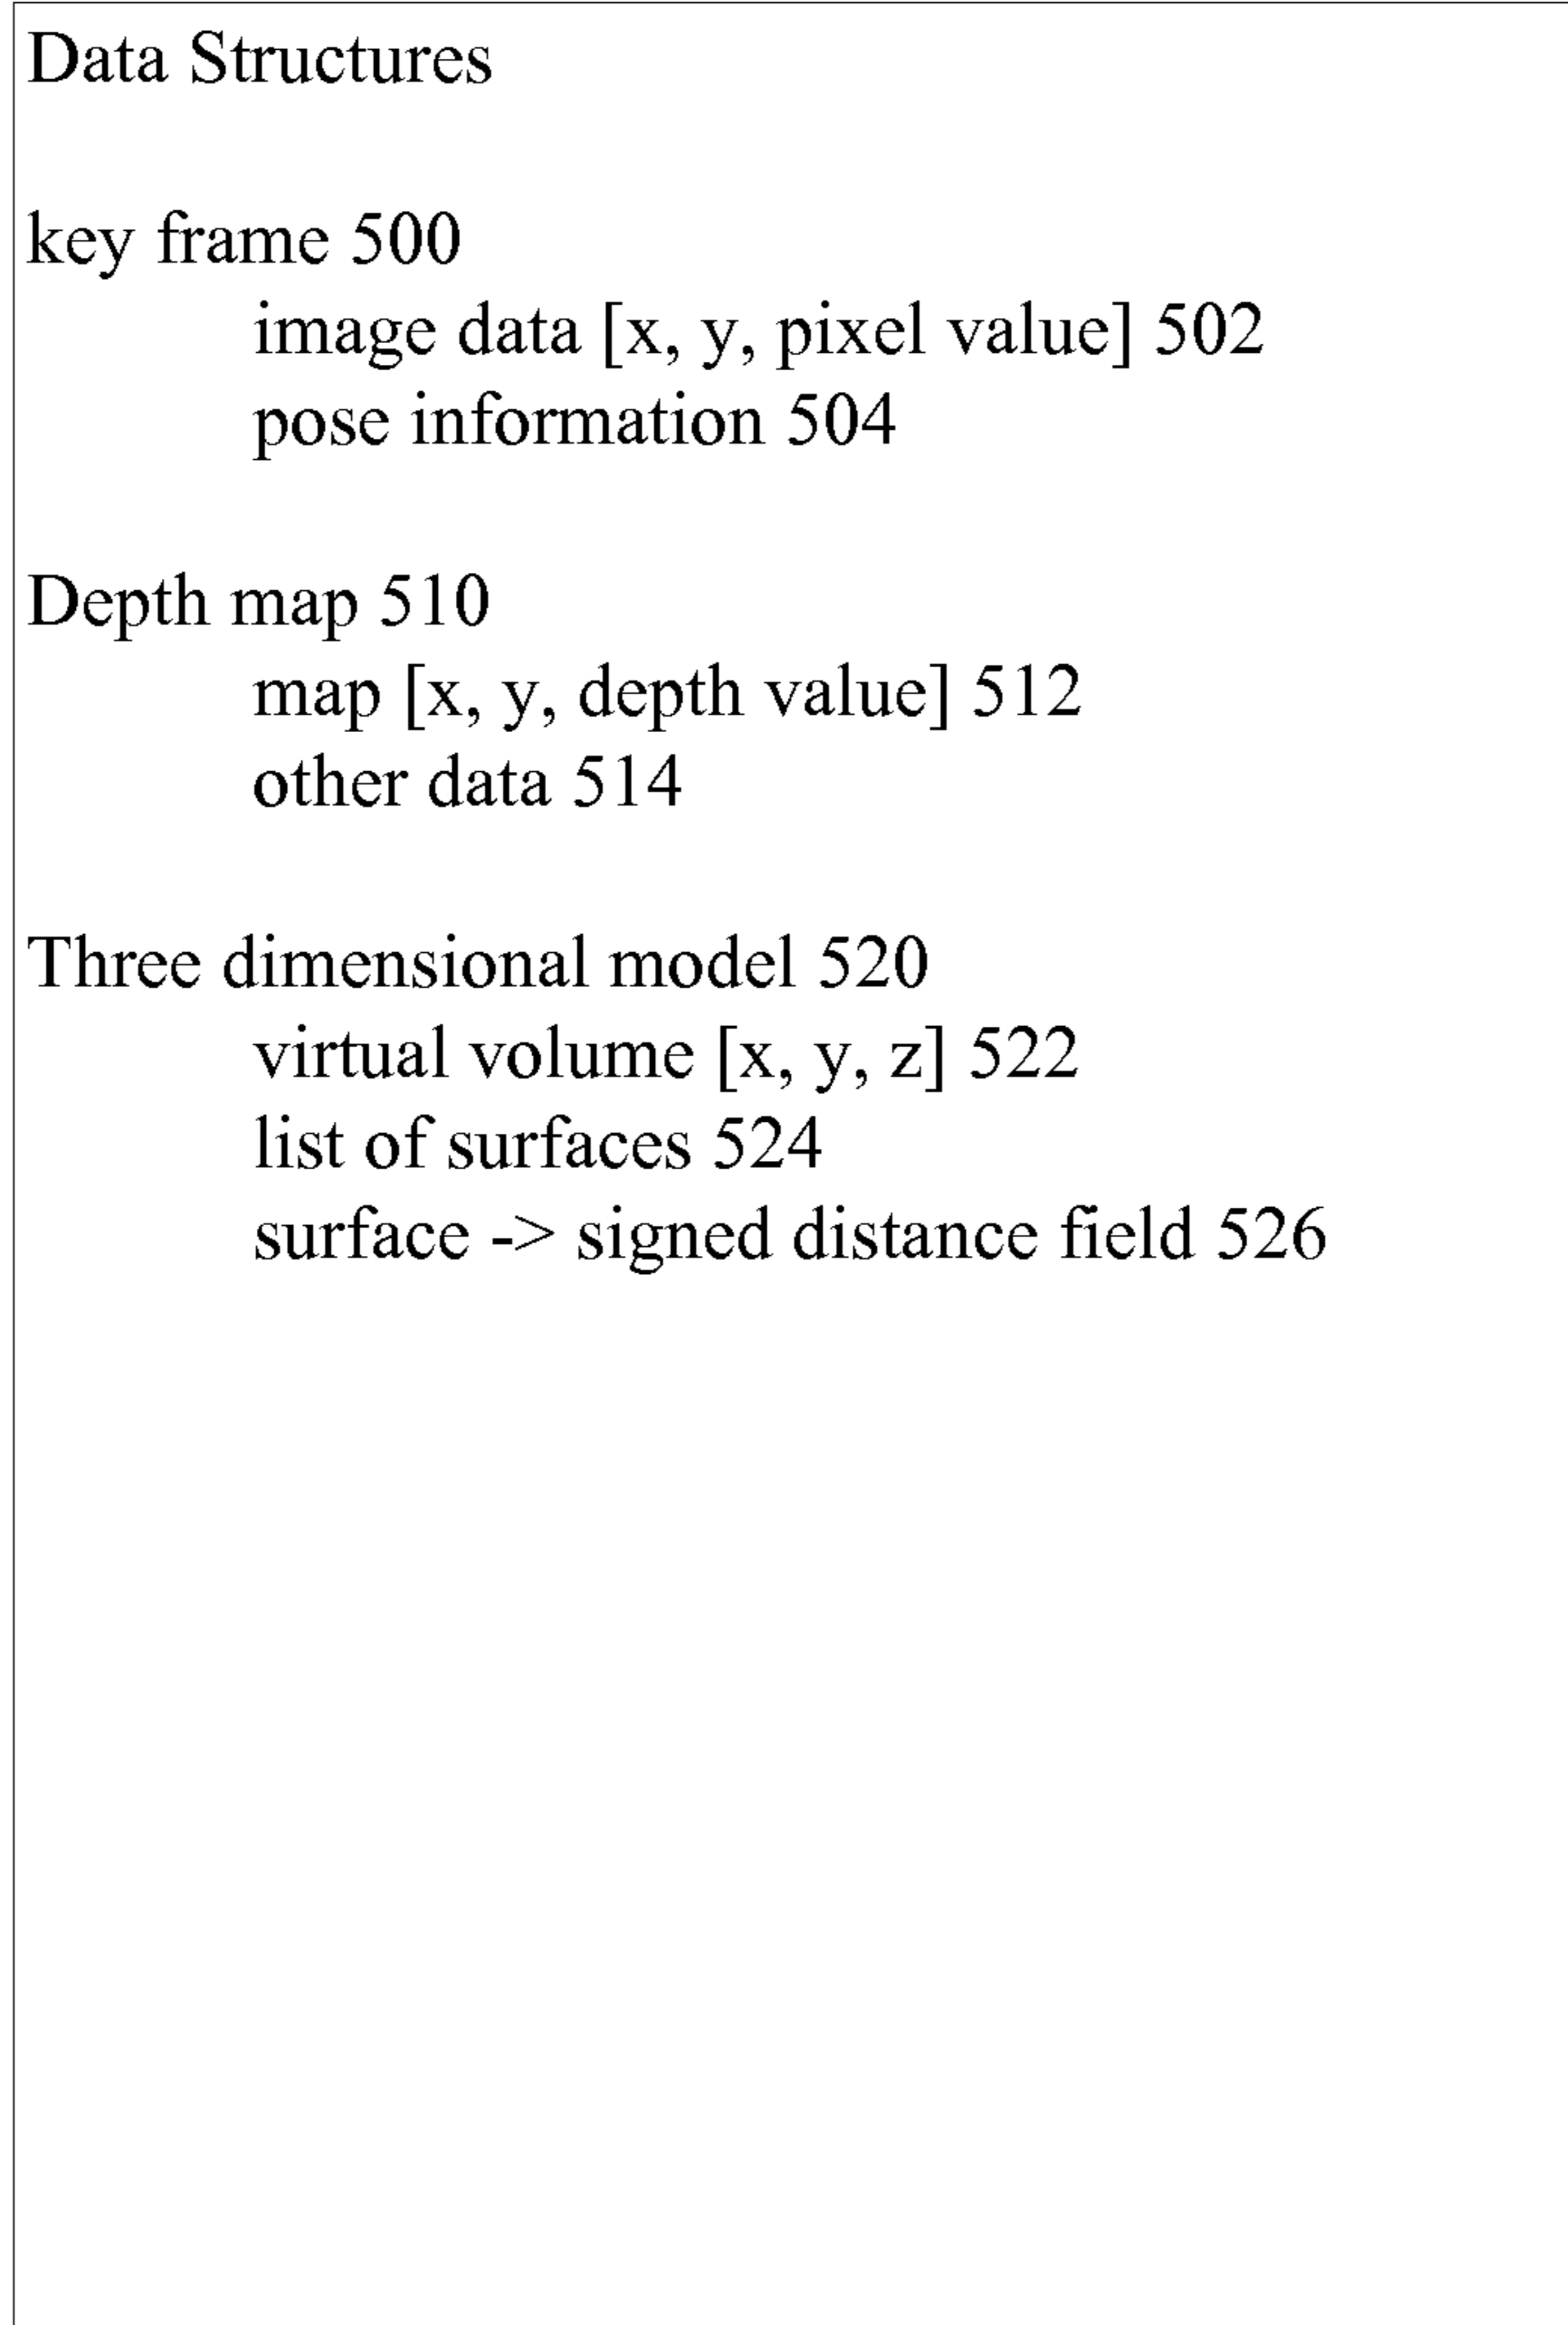 Data Structures
key frame 500
image data [x, y, pixel value] 502
pose information 504
Depth map 510
map [x, y, depth value] 512
other data 514
Three dimensional model 520
virtual volume [x, y, z] 522
list of surfaces 524
surface -> signed distance field 526